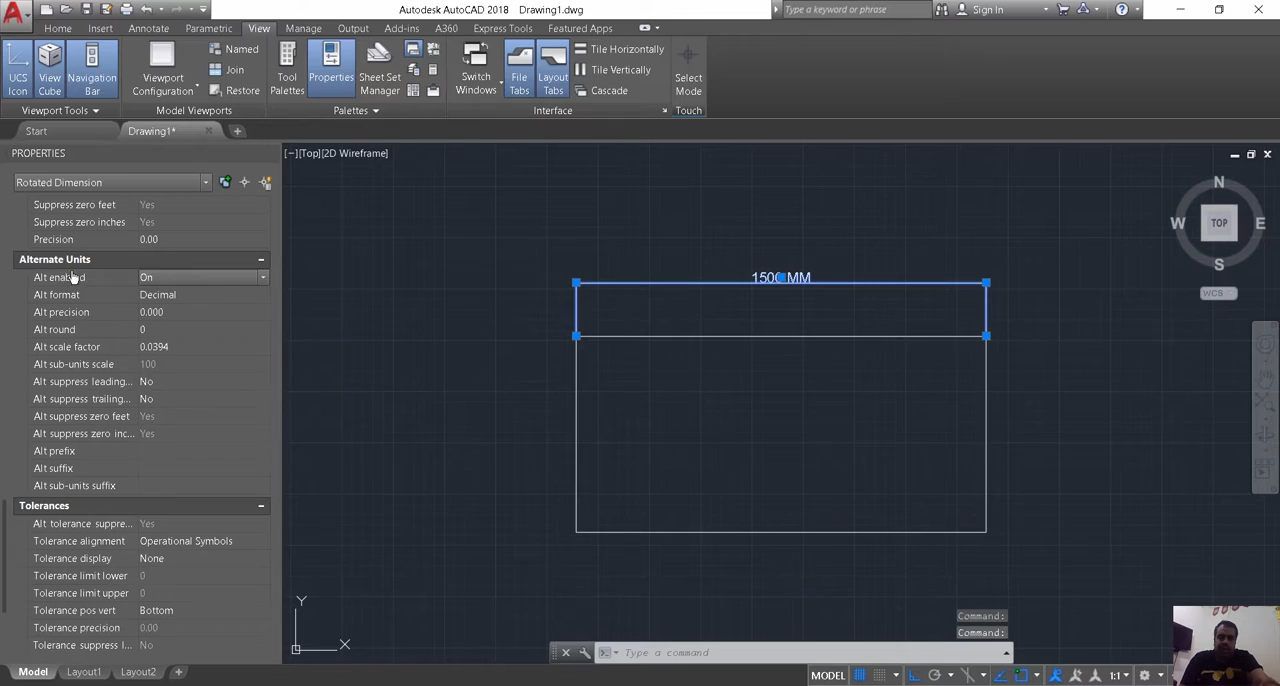 Autodesk AutoCAD 2018 Drawing1.dwg
Type a keyword or phrase
Sign In
Home Insert Annotate Parametric View Manage Output Add-ins A360 Express Tools Featured Apps
UCS Icon
View Cube
Navigation Bar
Viewport Configuration
Named
Join
Restore
Tool Palettes
Properties
Sheet Set Manager
Switch Windows
File Tabs
Layout Tabs
Tile Horizontally
Tile Vertically
Cascade
Select Mode
Viewport Tools Model Viewports Palettes Interface Touch
Start Drawing1*
PROPERTIES
Rotated Dimension
Suppress zero feet Yes
Suppress zero inches Yes
Precision 0.00
Alternate Units
Alt enabled On
Alt format Decimal
Alt precision 0.000
Alt round 0
Alt scale factor 0.0394
Alt sub-units scale 100
Alt suppress leading... No
Alt suppress trailing... No
Alt suppress zero feet Yes
Alt suppress zero inc... Yes
Alt prefix
Alt suffix
Alt sub-units suffix
Tolerances
Alt tolerance suppre... Yes
Tolerance alignment Operational Symbols
Tolerance display None
Tolerance limit lower 0
Tolerance limit upper 0
Tolerance pos vert Bottom
Tolerance precision 0.00
Tolerance suppress l... No
[−][Top][2D Wireframe]
1500 MM
N
W TOP E
S
WCS
Y
X
Command:
Command:
Type a command
Model Layout1 Layout2 +
MODEL 1:1